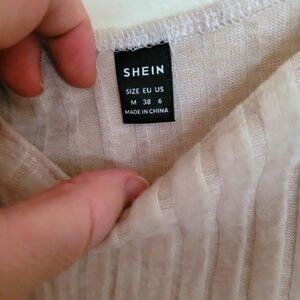 SHEIN
SIZE EU US
M 38 6
MADE IN CHINA